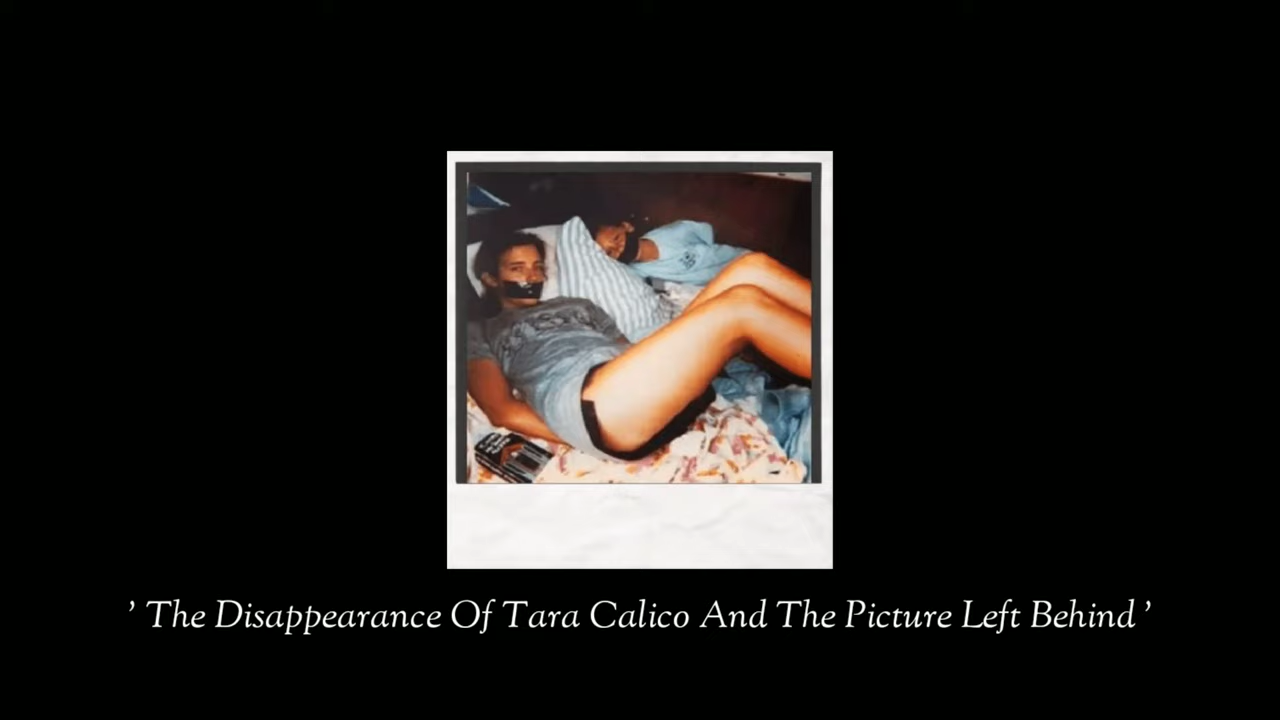 ’ The Disappearance Of Tara Calico And The Picture Left Behind ’